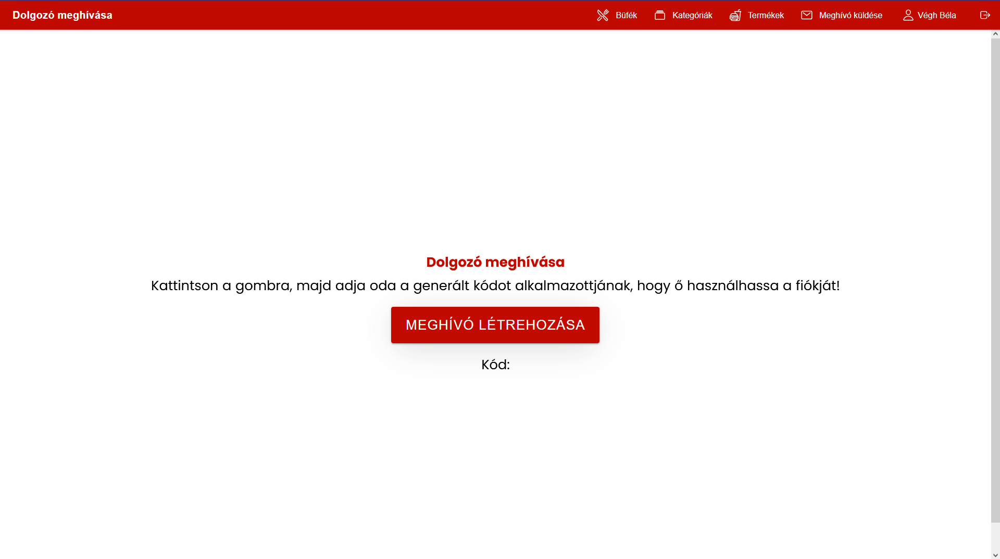 Dolgozó meghívása
Büfék
Kategóriák
Termékek
Meghívó küldése
Végh Béla
Dolgozó meghívása
Kattintson a gombra, majd adja oda a generált kódot alkalmazottjának, hogy ő használhassa a fiókját!
MEGHÍVÓ LÉTREHOZÁSA
Kód: